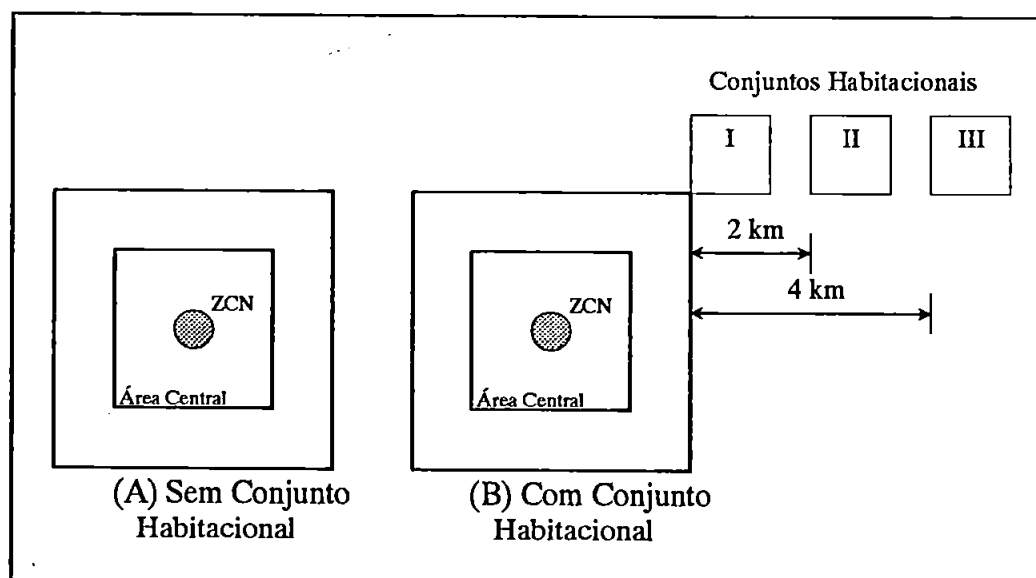 Conjuntos Habitacionais
I
II
III
2 km
4 km
ZCN
Área Central
ZCN
Área Central
(A) Sem Conjunto
Habitacional
(B) Com Conjunto
Habitacional